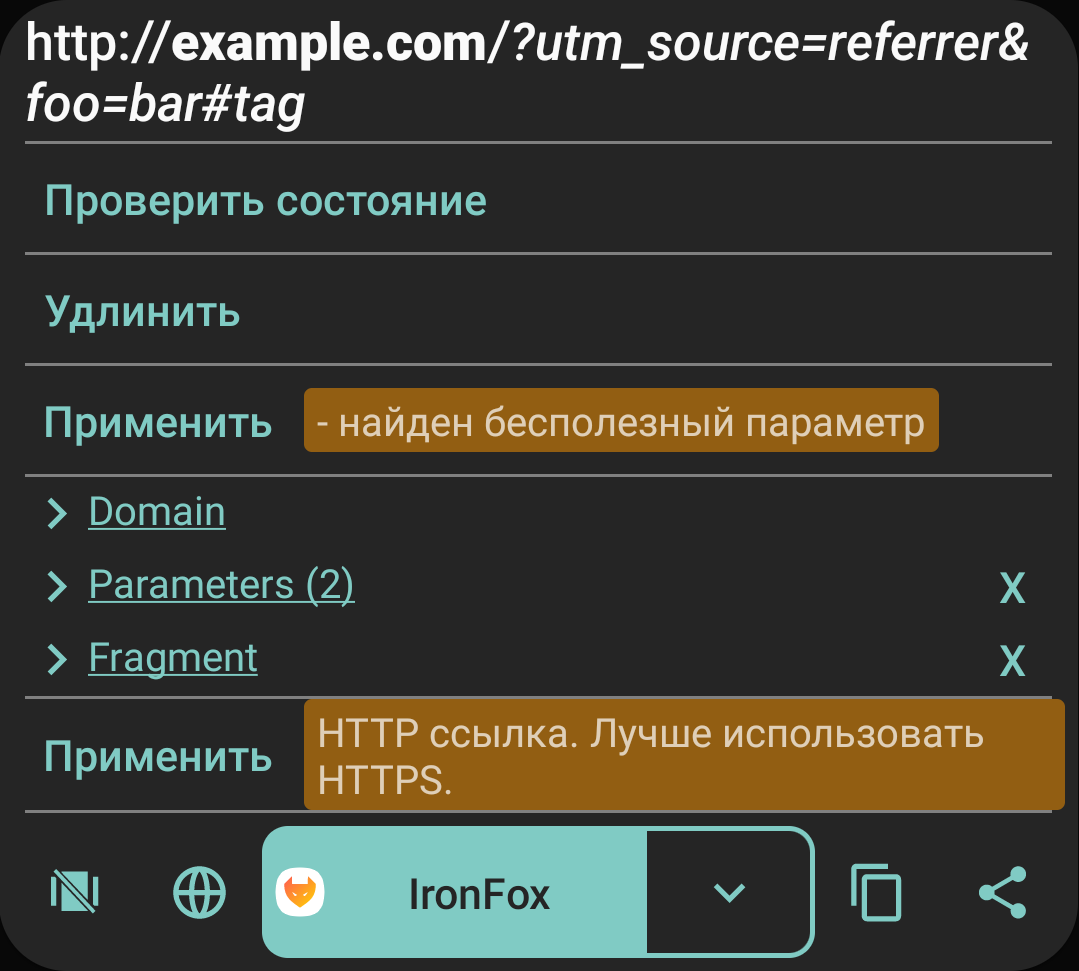 http://example.com/?utm_source=referrer&
foo=bar#tag
Проверить состояние
Удлинить
Применить - найден бесполезный параметр
Domain
Parameters (2) X
Fragment X
Применить HTTP ссылка. Лучше использовать
HTTPS.
IronFox